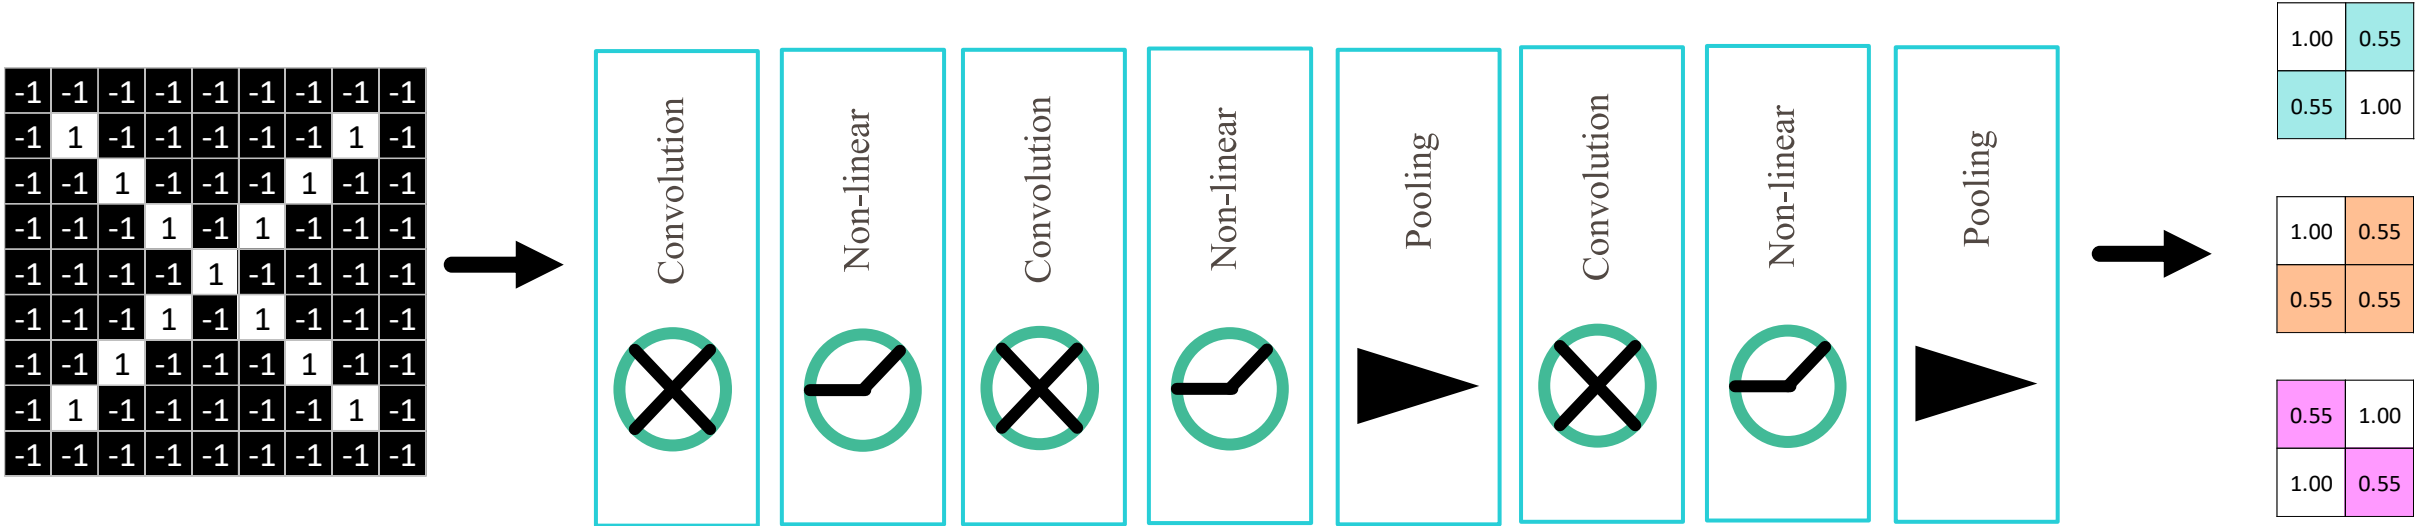 -1 -1 -1 -1 -1 -1 -1 -1 -1
-1 1 -1 -1 -1 -1 -1 1 -1
-1 -1 1 -1 -1 -1 1 -1 -1
-1 -1 -1 1 -1 1 -1 -1 -1
-1 -1 -1 -1 1 -1 -1 -1 -1
-1 -1 -1 1 -1 1 -1 -1 -1
-1 -1 1 -1 -1 -1 1 -1 -1
-1 1 -1 -1 -1 -1 -1 1 -1
-1 -1 -1 -1 -1 -1 -1 -1 -1
Convolution
Non-linear
Convolution
Non-linear
Pooling
Convolution
Non-linear
Pooling
1.00 0.55
0.55 1.00
1.00 0.55
0.55 0.55
0.55 1.00
1.00 0.55